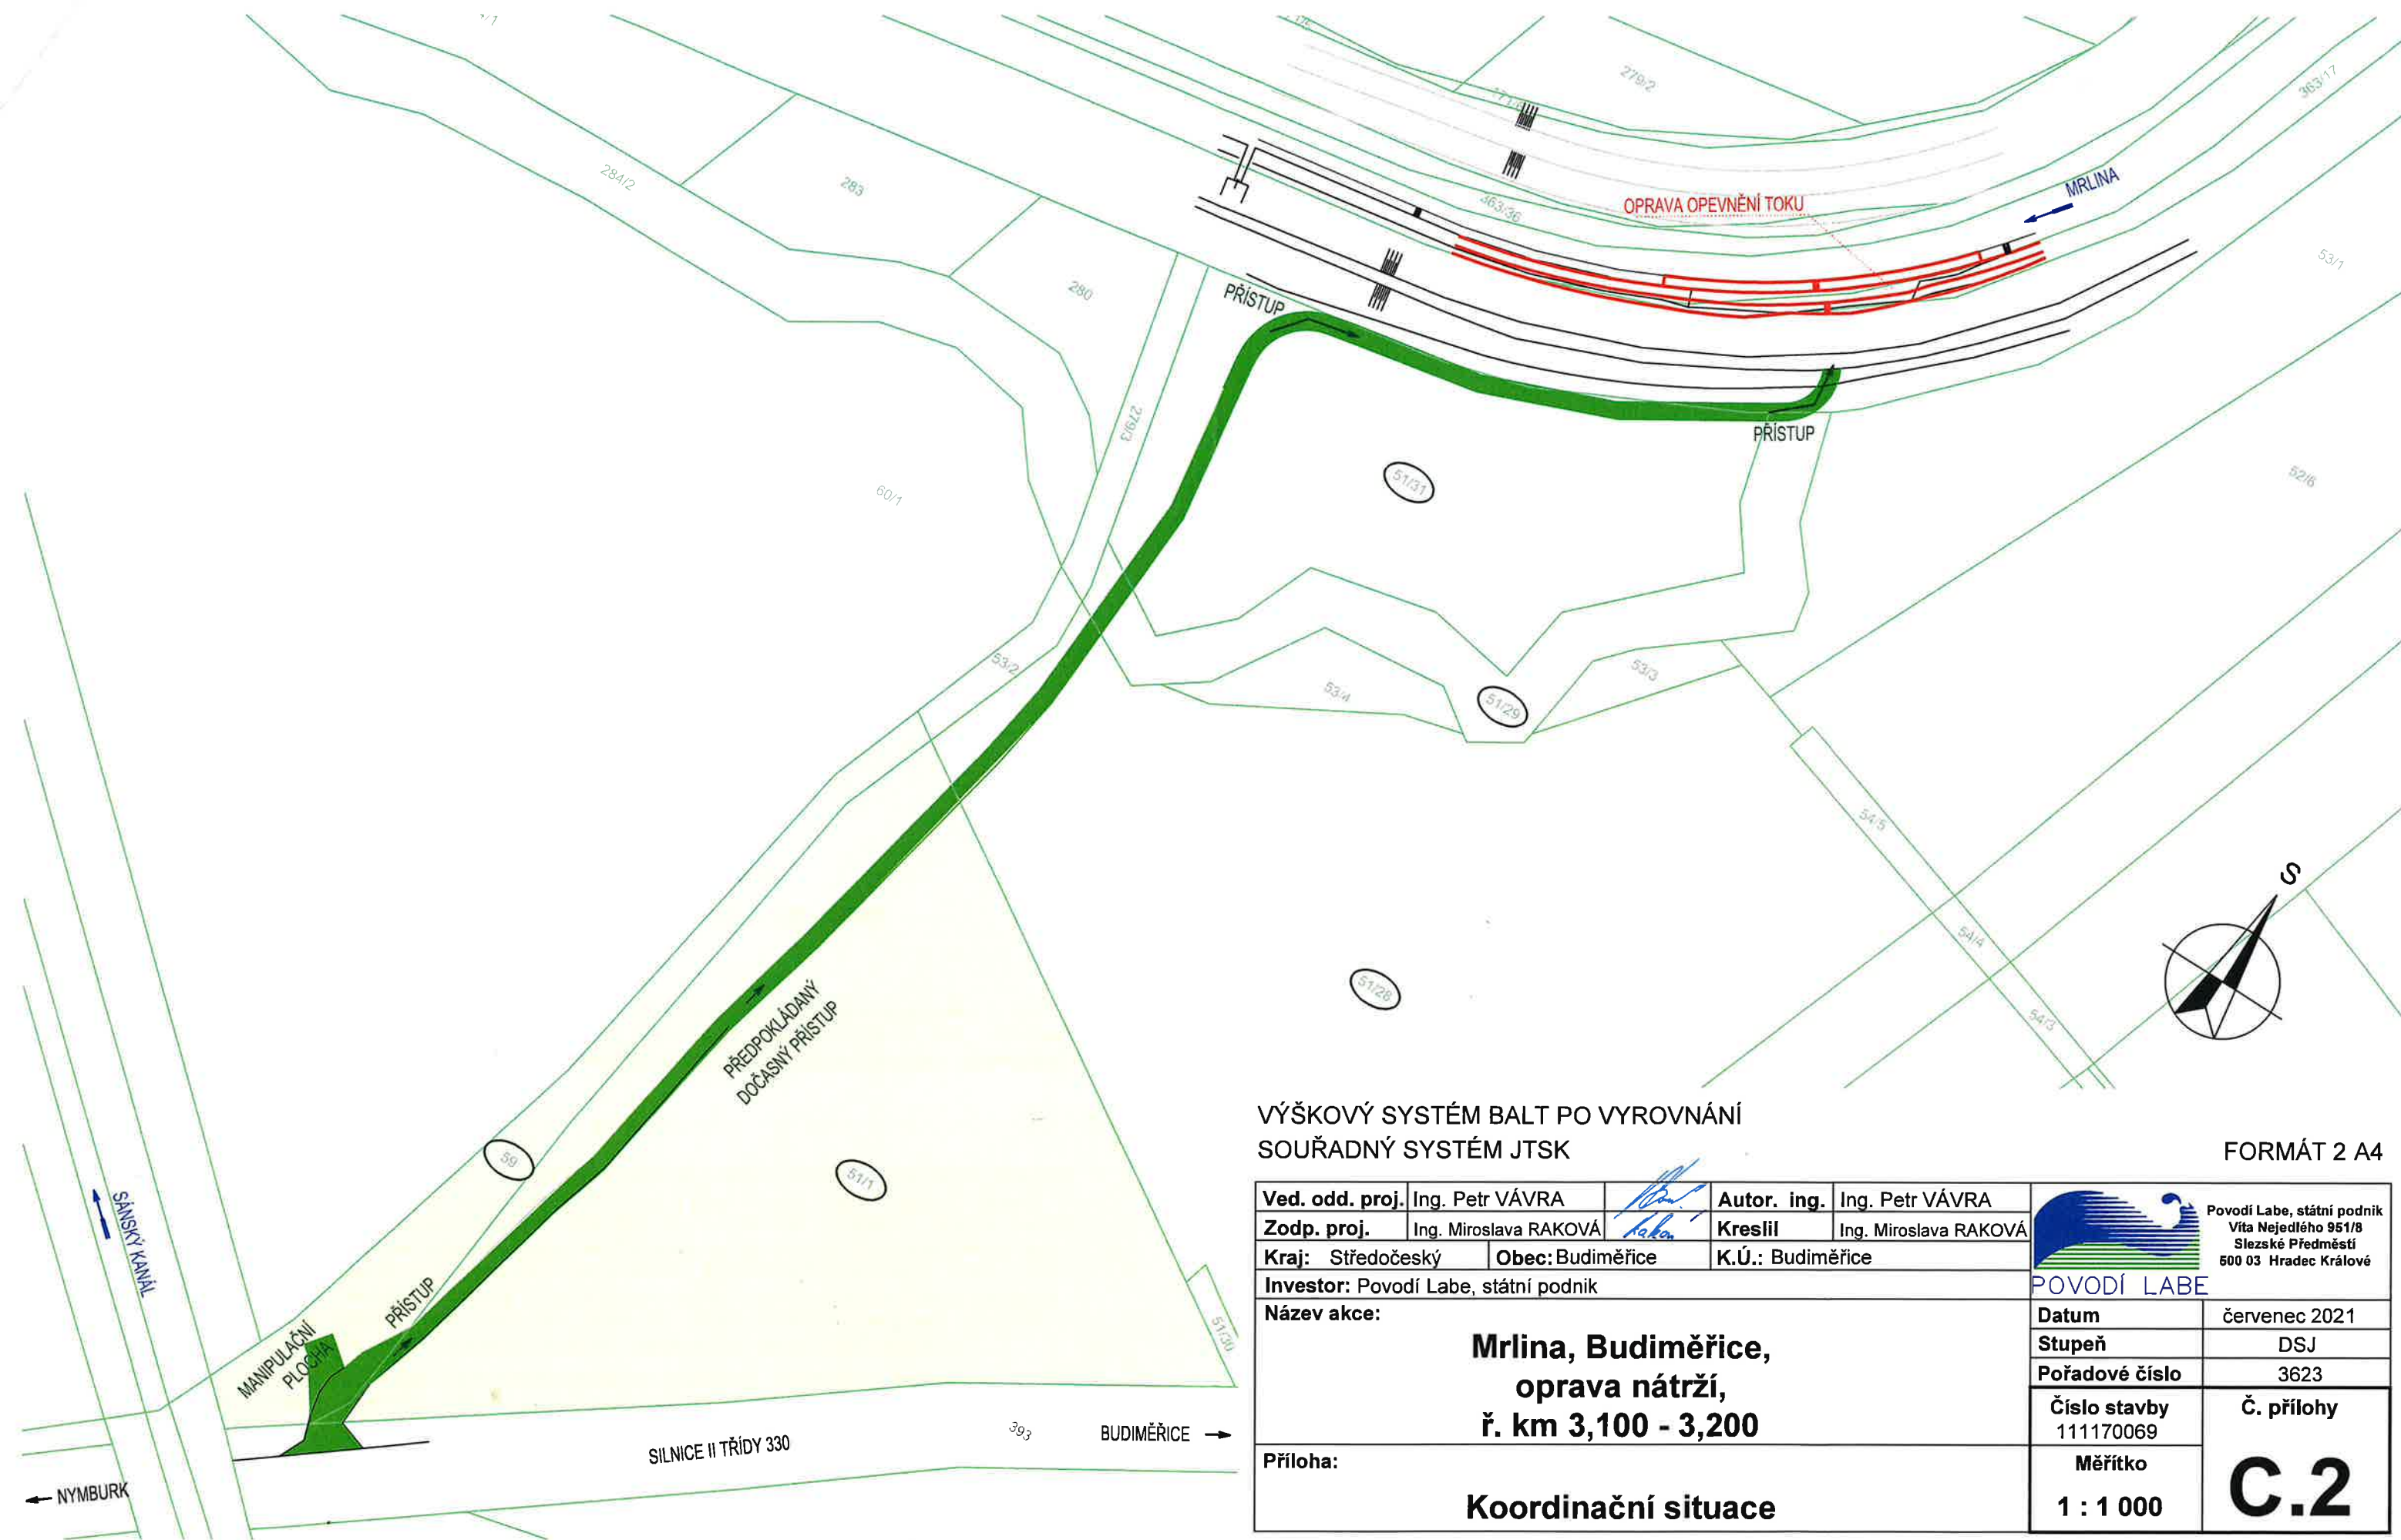 279/2
363/17
284/2
283
363/36
OPRAVA OPEVNĚNÍ TOKU
MRLINA
280
PŘÍSTUP
53/1
279/3
PŘÍSTUP
60/1
51/31
52/6
53/2
53/4
51/29
53/3
54/5
S
54/4
51/28
54/3
PŘEDPOKLÁDANÝ
DOČASNÝ PŘÍSTUP
59
51/1
SÁNSKÝ KANÁL
PŘÍSTUP
MANIPULAČNÍ
PLOCHA
51/30
393
BUDIMĚŘICE
SILNICE II TŘÍDY 330
NYMBURK
VÝŠKOVÝ SYSTÉM BALT PO VYROVNÁNÍ
SOUŘADNÝ SYSTÉM JTSK
FORMÁT 2 A4
Ved. odd. proj. Ing. Petr VÁVRA Autor. ing. Ing. Petr VÁVRA
Zodp. proj. Ing. Miroslava RAKOVÁ Kreslil Ing. Miroslava RAKOVÁ
Kraj: Středočeský Obec: Budiměřice K.Ú.: Budiměřice
Investor: Povodí Labe, státní podnik
POVODÍ LABE
Povodí Labe, státní podnik
Víta Nejedlého 951/8
Slezské Předměstí
500 03 Hradec Králové
Název akce:
Mrlina, Budiměřice,
oprava nátrží,
ř. km 3,100 - 3,200
Datum červenec 2021
Stupeň DSJ
Pořadové číslo 3623
Číslo stavby
111170069
Č. přílohy
C.2
Měřítko
1 : 1 000
Příloha:
Koordinační situace